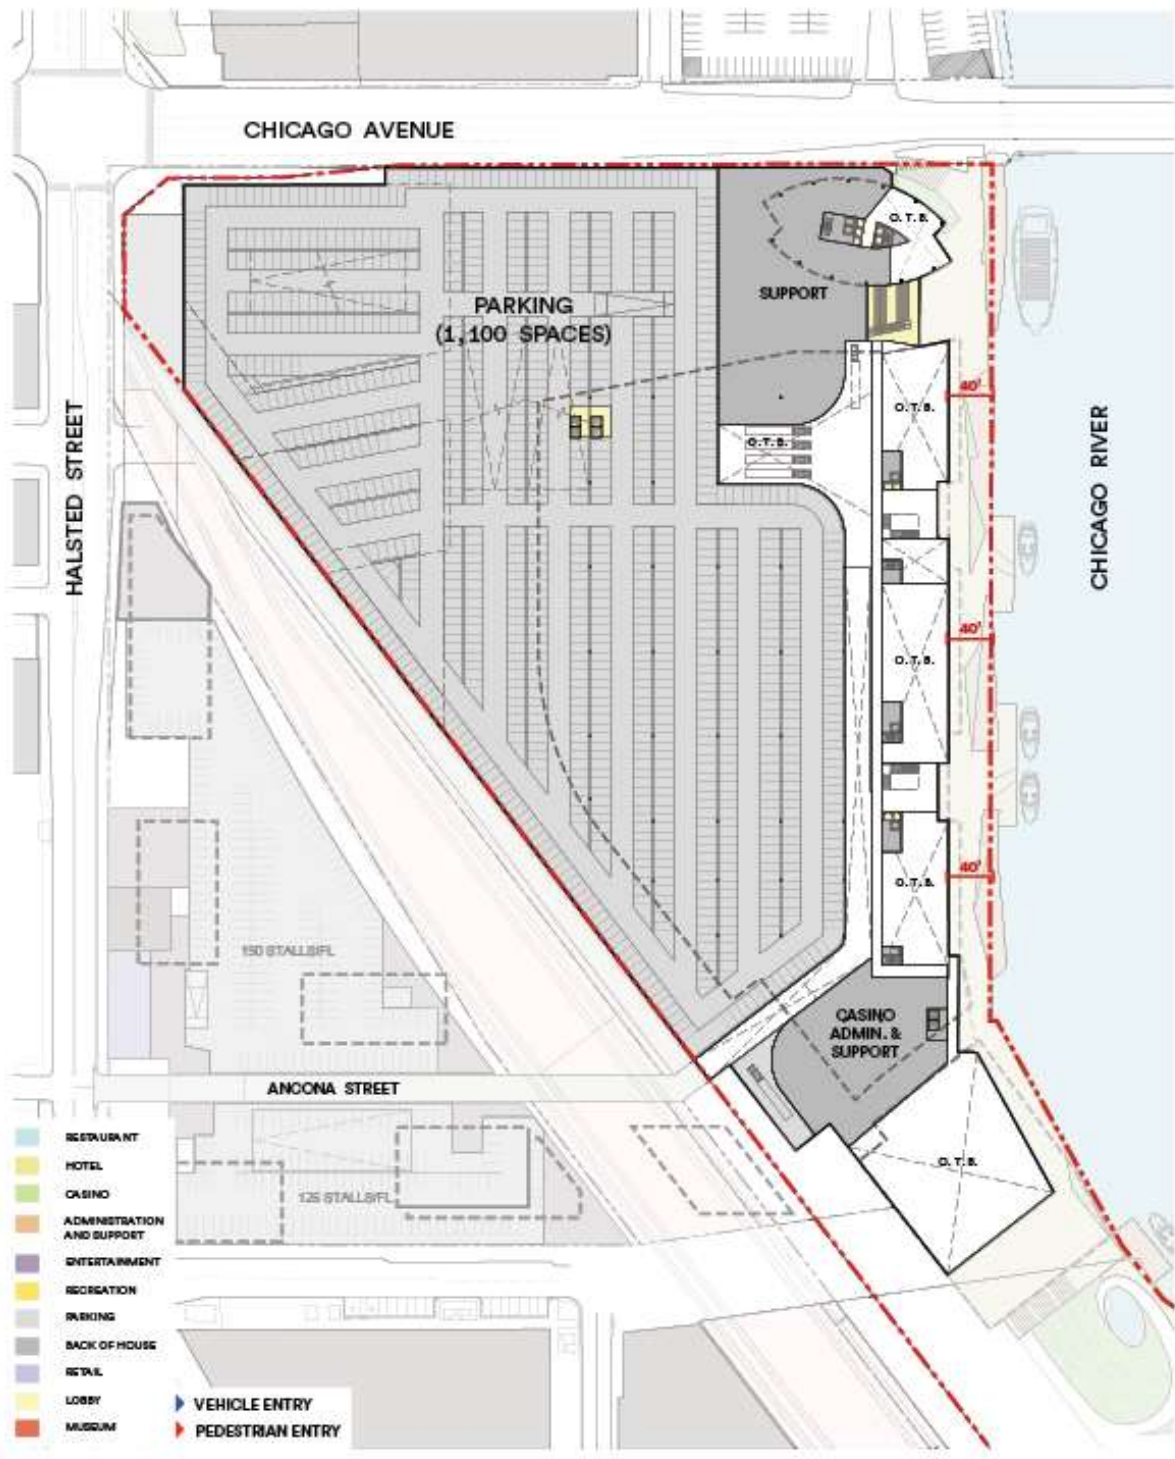 CHICAGO AVENUE
O.T.B.
PARKING
(1,100 SPACES)
SUPPORT
HALSTED STREET
CHICAGO RIVER
40'
O.T.B.
O.T.B.
40'
O.T.B.
40'
O.T.B.
150 STALLS/FL
CASINO
ADMIN. &
SUPPORT
ANCONA STREET
O.T.B.
125 STALLS/FL
RESTAURANT
HOTEL
CASINO
ADMINISTRATION
AND SUPPORT
ENTERTAINMENT
RECREATION
PARKING
BACK OF HOUSE
RETAIL
LOBBY
MUSEUM
VEHICLE ENTRY
PEDESTRIAN ENTRY